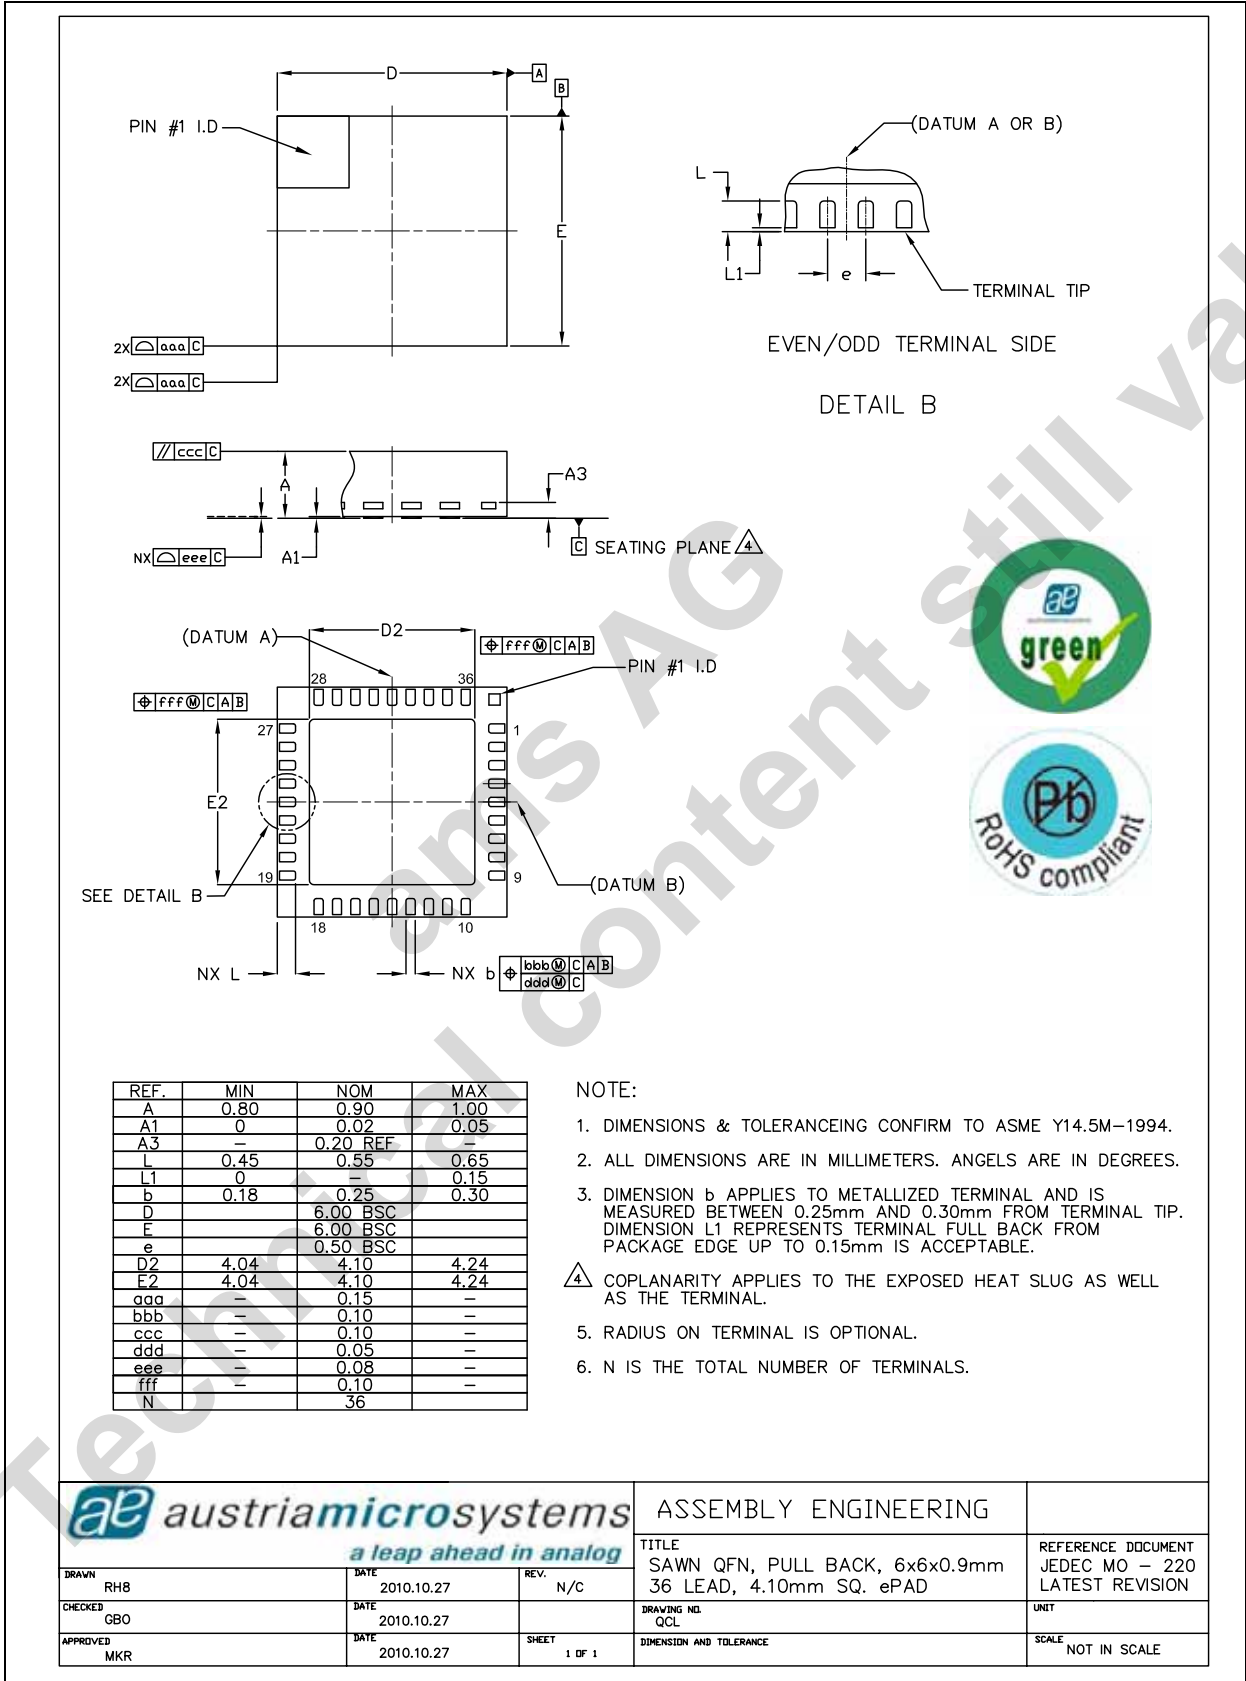 D
A
B
PIN #1 I.D
E
2X aaa C
2X aaa C
(DATUM A OR B)
L
L1
e
TERMINAL TIP
EVEN/ODD TERMINAL SIDE
DETAIL B
// ccc C
A
A3
NX eee C
A1
C SEATING PLANE 4
(DATUM A)
D2
fff M C A B
PIN #1 I.D
28
36
fff M C A B
27
1
E2
19
9
SEE DETAIL B
(DATUM B)
18
10
NX L
NX b
bbb M C A B
ddd M C
ae
austriamicrosystems
green
Pb
RoHS compliant
REF. MIN NOM MAX
A 0.80 0.90 1.00
A1 0 0.02 0.05
A3 – 0.20 REF –
L 0.45 0.55 0.65
L1 0 – 0.15
b 0.18 0.25 0.30
D 6.00 BSC
E 6.00 BSC
e 0.50 BSC
D2 4.04 4.10 4.24
E2 4.04 4.10 4.24
aaa – 0.15 –
bbb – 0.10 –
ccc – 0.10 –
ddd – 0.05 –
eee – 0.08 –
fff – 0.10 –
N 36
NOTE:
1. DIMENSIONS & TOLERANCEING CONFIRM TO ASME Y14.5M–1994.
2. ALL DIMENSIONS ARE IN MILLIMETERS. ANGELS ARE IN DEGREES.
3. DIMENSION b APPLIES TO METALLIZED TERMINAL AND IS
MEASURED BETWEEN 0.25mm AND 0.30mm FROM TERMINAL TIP.
DIMENSION L1 REPRESENTS TERMINAL FULL BACK FROM
PACKAGE EDGE UP TO 0.15mm IS ACCEPTABLE.
4 COPLANARITY APPLIES TO THE EXPOSED HEAT SLUG AS WELL
AS THE TERMINAL.
5. RADIUS ON TERMINAL IS OPTIONAL.
6. N IS THE TOTAL NUMBER OF TERMINALS.
ams AG
Technical content still va
ae austriamicrosystems
a leap ahead in analog
ASSEMBLY ENGINEERING
TITLE
SAWN QFN, PULL BACK, 6x6x0.9mm
36 LEAD, 4.10mm SQ. ePAD
REFERENCE DOCUMENT
JEDEC MO – 220
LATEST REVISION
DRAWN
RH8
DATE
2010.10.27
REV.
N/C
CHECKED
GBO
DATE
2010.10.27
DRAWING NO.
QCL
UNIT
APPROVED
MKR
DATE
2010.10.27
SHEET
1 OF 1
DIMENSION AND TOLERANCE
SCALE
NOT IN SCALE